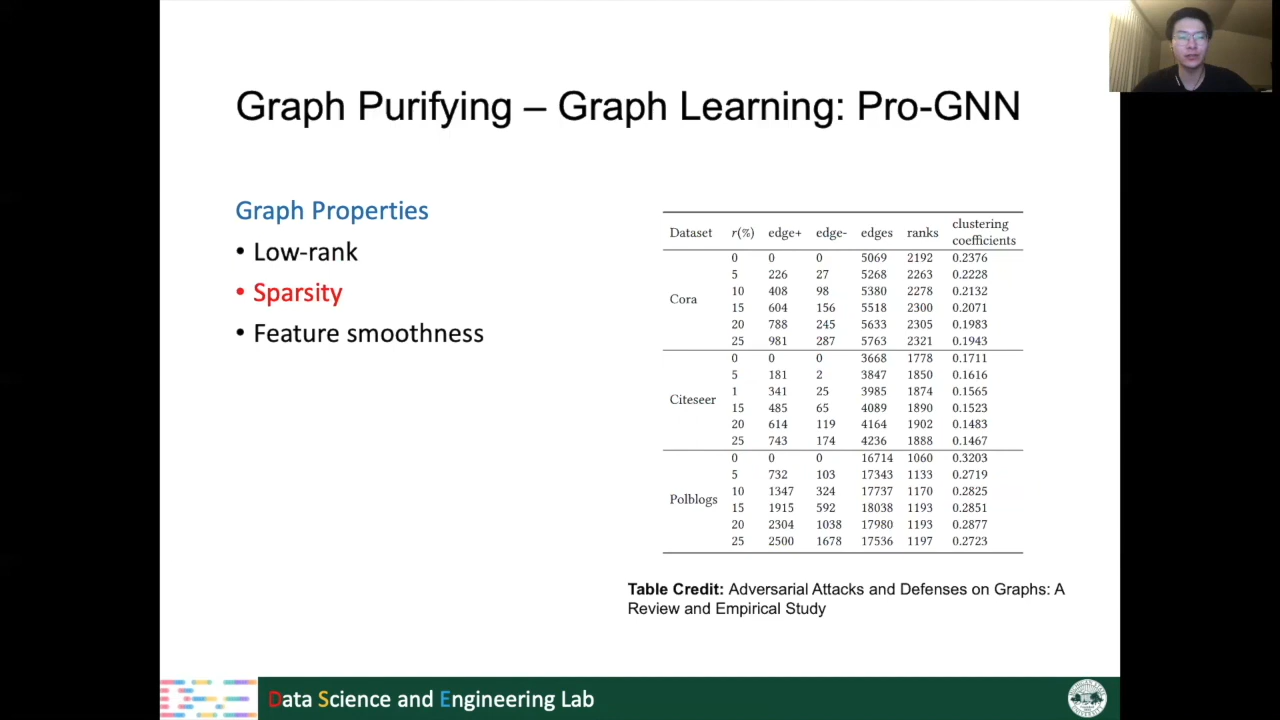 Graph Purifying – Graph Learning: Pro-GNN
Graph Properties
• Low-rank
• Sparsity
• Feature smoothness
Dataset r(%) edge+ edge- edges ranks clustering coefficients
Cora
0 0 0 5069 2192 0.2376
5 226 27 5268 2263 0.2228
10 408 98 5380 2278 0.2132
15 604 156 5518 2300 0.2071
20 788 245 5633 2305 0.1983
25 981 287 5763 2321 0.1943
Citeseer
0 0 0 3668 1778 0.1711
5 181 2 3847 1850 0.1616
1 341 25 3985 1874 0.1565
15 485 65 4089 1890 0.1523
20 614 119 4164 1902 0.1483
25 743 174 4236 1888 0.1467
Polblogs
0 0 0 16714 1060 0.3203
5 732 103 17343 1133 0.2719
10 1347 324 17737 1170 0.2825
15 1915 592 18038 1193 0.2851
20 2304 1038 17980 1193 0.2877
25 2500 1678 17536 1197 0.2723
Table Credit: Adversarial Attacks and Defenses on Graphs: A
Review and Empirical Study
Data Science and Engineering Lab